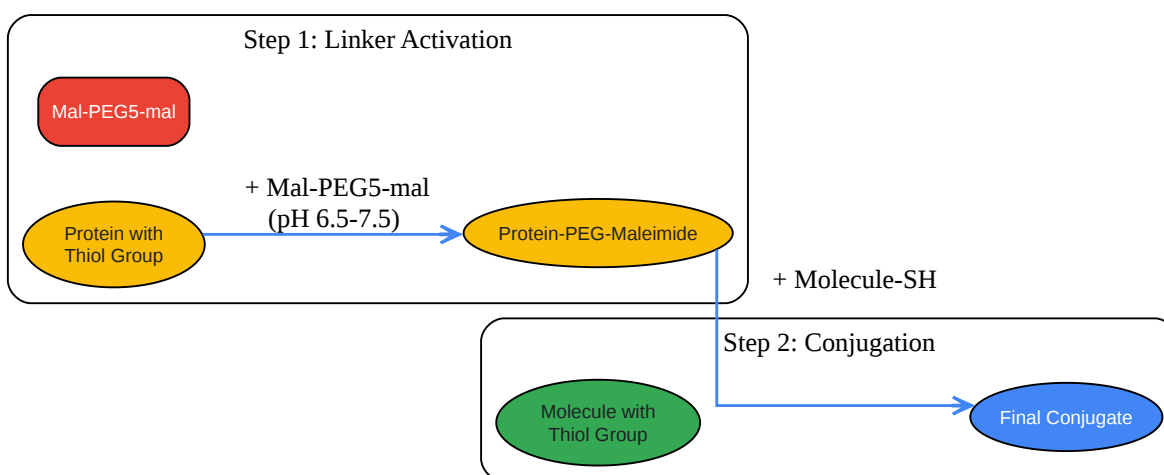 Step 1: Linker Activation
Mal-PEG5-mal
+ Mal-PEG5-mal
(pH 6.5-7.5)
Protein with
Thiol Group
Protein-PEG-Maleimide
+ Molecule-SH
Step 2: Conjugation
Molecule with
Thiol Group
Final Conjugate